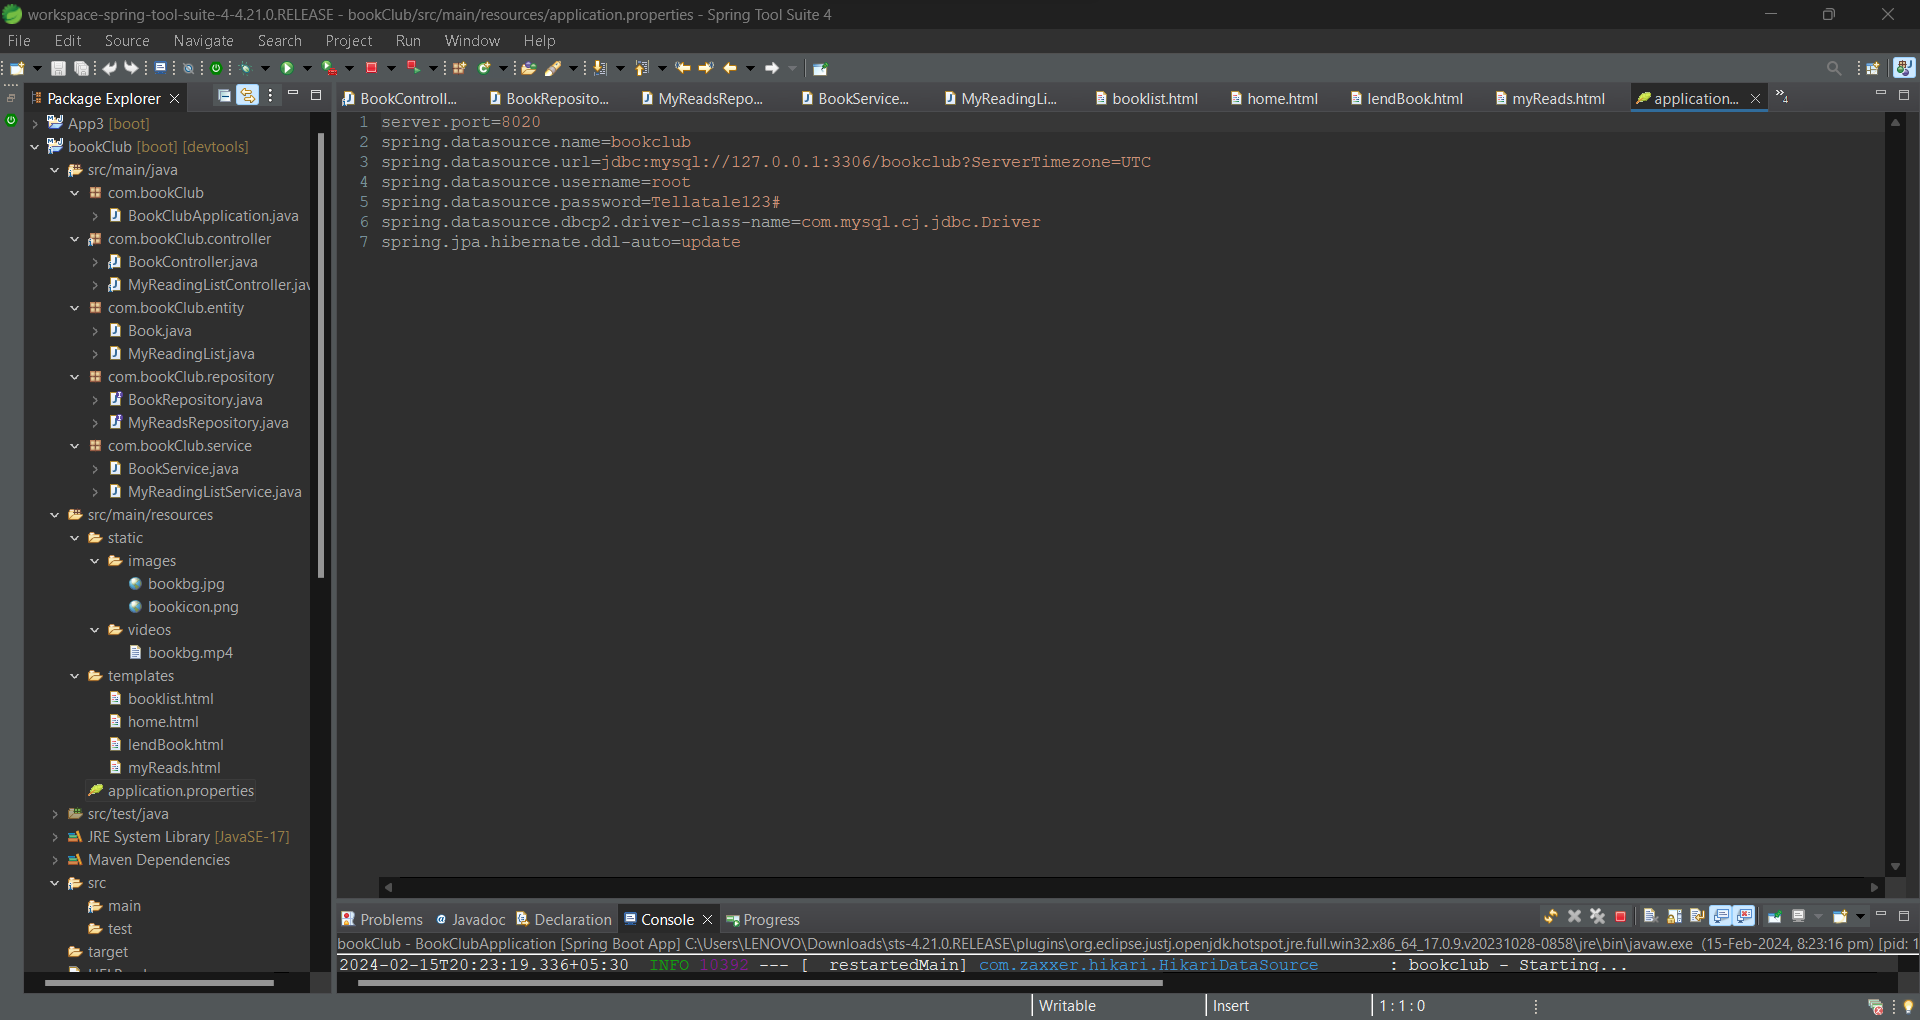 workspace-spring-tool-suite-4-4.21.0.RELEASE - bookClub/src/main/resources/application.properties - Spring Tool Suite 4
File Edit Source Navigate Search Project Run Window Help
Package Explorer
App3 [boot]
bookClub [boot] [devtools]
src/main/java
com.bookClub
BookClubApplication.java
com.bookClub.controller
BookController.java
MyReadingListController.jav
com.bookClub.entity
Book.java
MyReadingList.java
com.bookClub.repository
BookRepository.java
MyReadsRepository.java
com.bookClub.service
BookService.java
MyReadingListService.java
src/main/resources
static
images
bookbg.jpg
bookicon.png
videos
bookbg.mp4
templates
booklist.html
home.html
lendBook.html
myReads.html
application.properties
src/test/java
JRE System Library [JavaSE-17]
Maven Dependencies
src
main
test
target
BookControll... BookReposito... MyReadsRepo... BookService... MyReadingLi... booklist.html home.html lendBook.html myReads.html application... »4
1 server.port=8020
2 spring.datasource.name=bookclub
3 spring.datasource.url=jdbc:mysql://127.0.0.1:3306/bookclub?ServerTimezone=UTC
4 spring.datasource.username=root
5 spring.datasource.password=Tellatale123#
6 spring.datasource.dbcp2.driver-class-name=com.mysql.cj.jdbc.Driver
7 spring.jpa.hibernate.ddl-auto=update
Problems Javadoc Declaration Console Progress
bookClub - BookClubApplication [Spring Boot App] C:\Users\LENOVO\Downloads\sts-4.21.0.RELEASE\plugins\org.eclipse.justj.openjdk.hotspot.jre.full.win32.x86_64_17.0.9.v20231028-0858\jre\bin\javaw.exe (15-Feb-2024, 8:23:16 pm) [pid: 1
2024-02-15T20:23:19.336+05:30 INFO 10392 --- [ restartedMain] com.zaxxer.hikari.HikariDataSource : bookclub - Starting...
Writable Insert 1 : 1 : 0